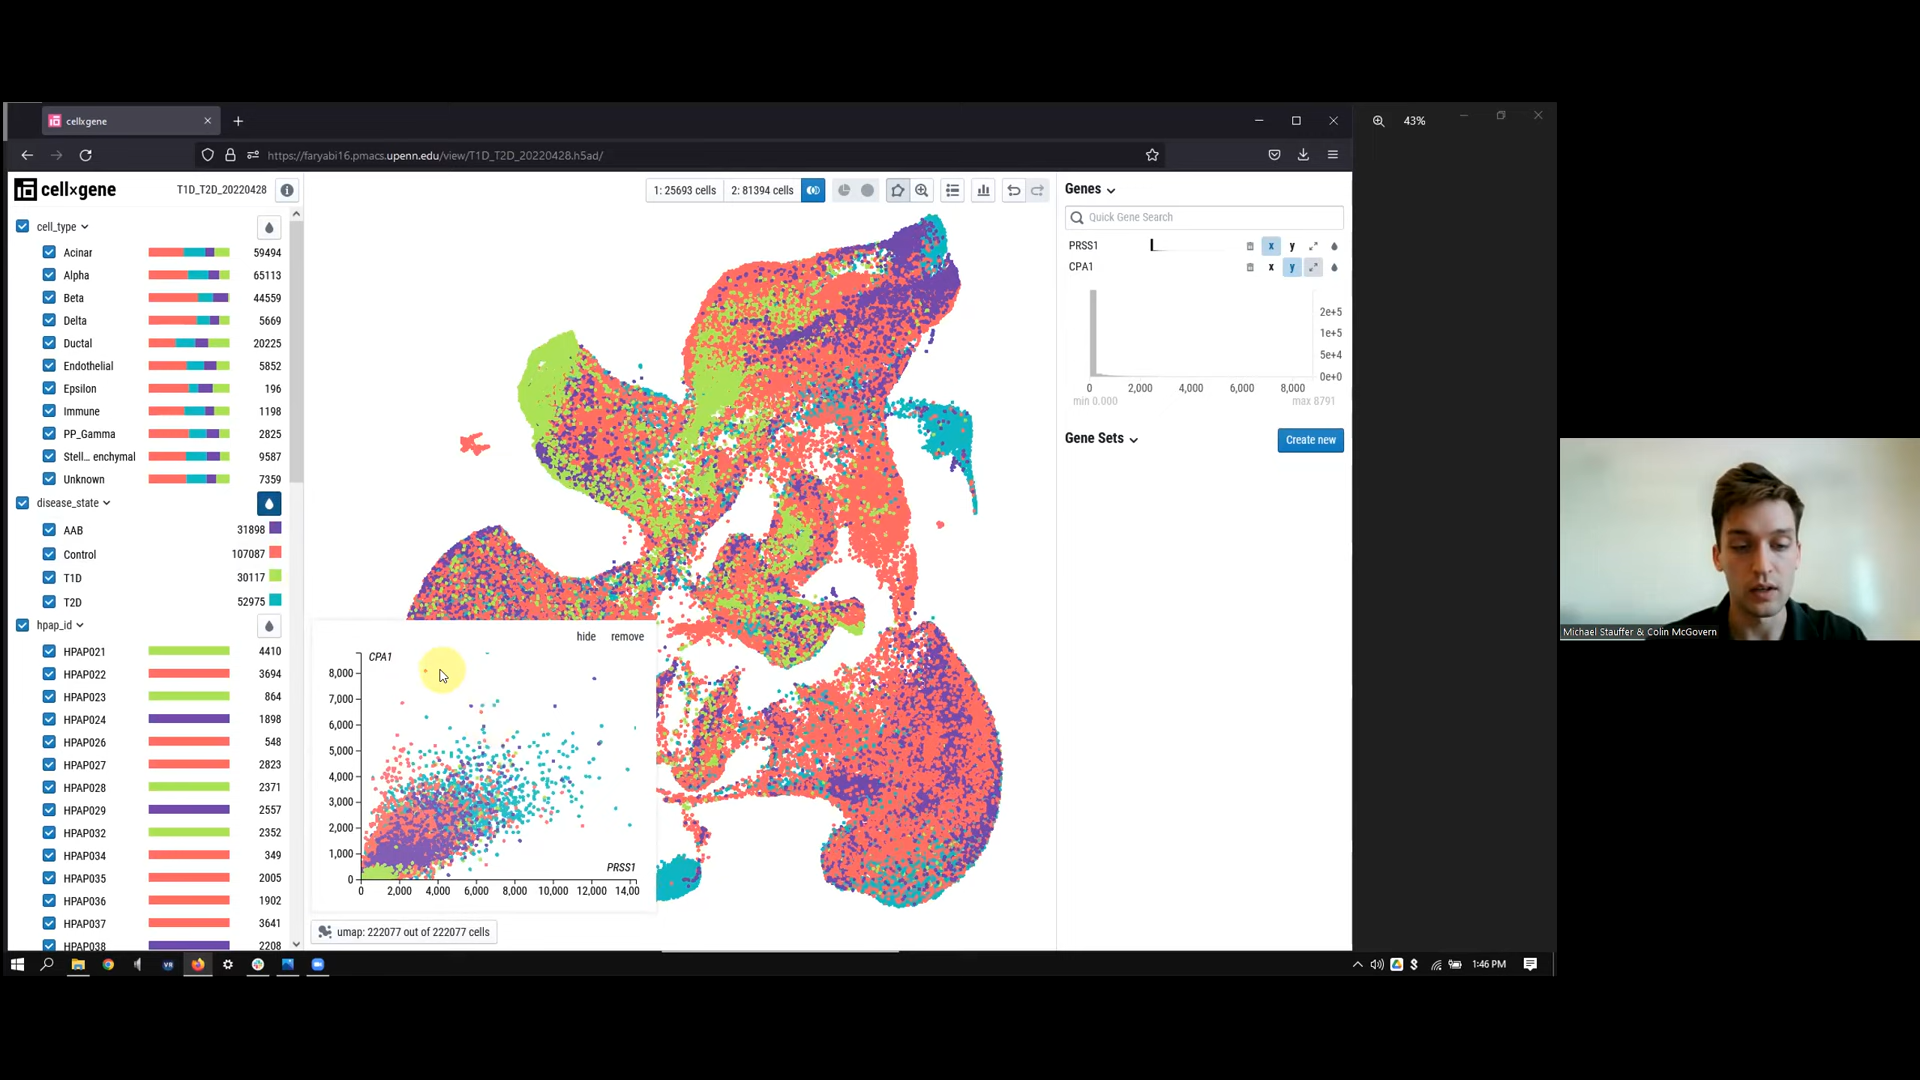 cellxgene
43%
https://faryabi16.pmacs.upenn.edu/view/T1D_T2D_20220428.h5ad/
cellxgene
T1D_T2D_20220428
1: 25693 cells
2: 81394 cells
cell_type
Acinar 59494
Alpha 65113
Beta 44559
Delta 5669
Ductal 20225
Endothelial 5852
Epsilon 196
Immune 1198
PP_Gamma 2825
Stell… enchymal 9587
Unknown 7359
disease_state
AAB 31898
Control 107087
T1D 30117
T2D 52975
hpap_id
HPAP021 4410
HPAP022 3694
HPAP023 864
HPAP024 1898
HPAP026 548
HPAP027 2823
HPAP028 2371
HPAP029 2557
HPAP032 2352
HPAP034 349
HPAP035 2005
HPAP036 1902
HPAP037 3641
HPAP038 2208
hide remove
CPA1
8,000
7,000
6,000
5,000
4,000
3,000
2,000
1,000
0
PRSS1
0 2,000 4,000 6,000 8,000 10,000 12,000 14,00
umap: 222077 out of 222077 cells
Genes
Quick Gene Search
PRSS1 x y
CPA1 x y
2e+5
1e+5
5e+4
0e+0
0 2,000 4,000 6,000 8,000
min 0.000 max 8791
Gene Sets
Create new
Michael Stauffer & Colin McGovern
VR
1:46 PM